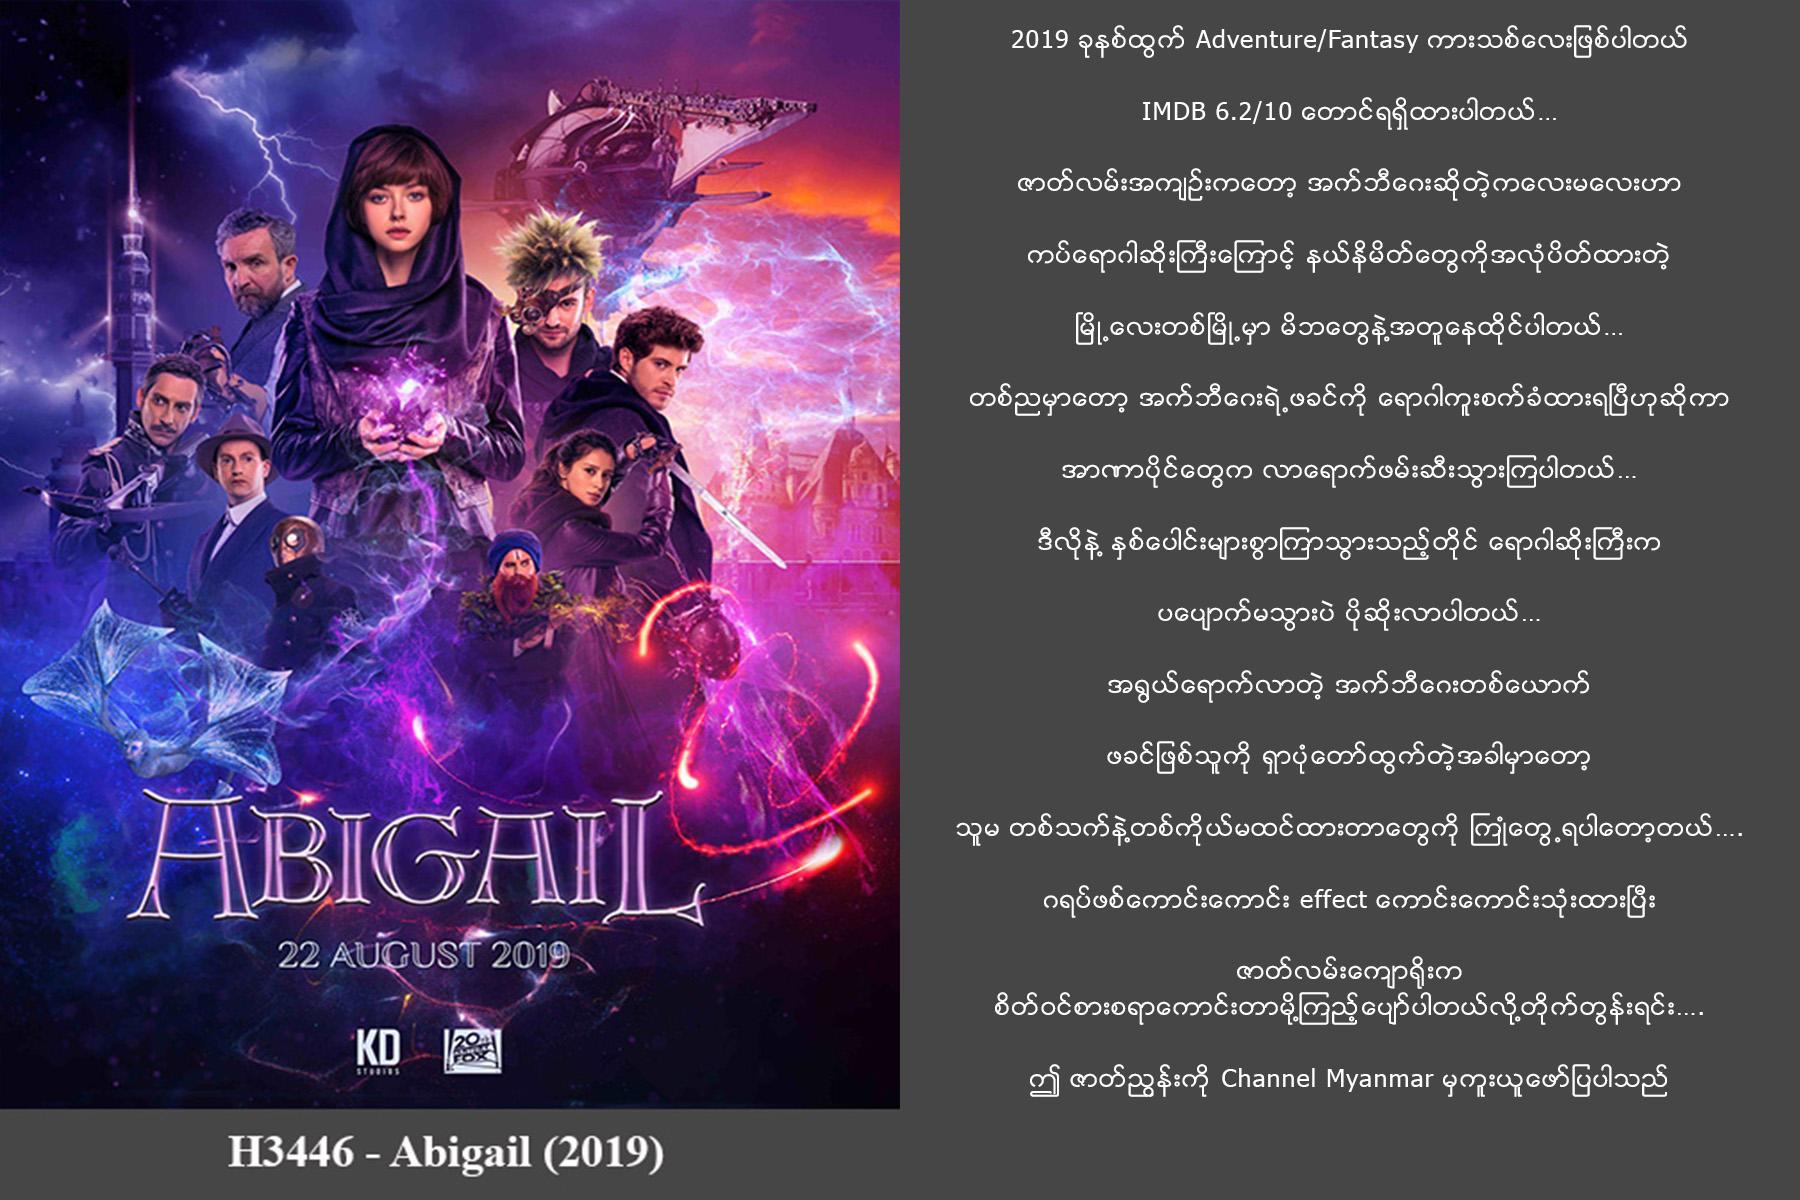 ABIGAIL
22 AUGUST 2019
KD
STUDIOS
20TH
CENTURY
FOX
H3446 - Abigail (2019)
2019 ခုနစ်ထွက် Adventure/Fantasy ကားသစ်လေးဖြစ်ပါတယ်
IMDB 6.2/10 တောင်ရရှိထားပါတယ်...
ဇာတ်လမ်းအကျဉ်းကတော့ အက်ဘီဂေးဆိုတဲ့ကလေးမလေးဟာ
ကပ်ရောဂါဆိုးကြီးကြောင့် နယ်နိမိတ်တွေကိုအလုံပိတ်ထားတဲ့
မြို့လေးတစ်မြို့မှာ မိဘတွေနဲ့အတူနေထိုင်ပါတယ်...
တစ်ညမှာတော့ အက်ဘီဂေးရဲ့ဖခင်ကို ရောဂါကူးစက်ခံထားရပြီဟုဆိုကာ
အာဏာပိုင်တွေက လာရောက်ဖမ်းဆီးသွားကြပါတယ်...
ဒီလိုနဲ့ နှစ်ပေါင်းများစွာကြာသွားသည့်တိုင် ရောဂါဆိုးကြီးက
ပပျောက်မသွားပဲ ပိုဆိုးလာပါတယ်...
အရွယ်ရောက်လာတဲ့ အက်ဘီဂေးတစ်ယောက်
ဖခင်ဖြစ်သူကို ရှာပုံတော်ထွက်တဲ့အခါမှာတော့
သူမ တစ်သက်နဲ့တစ်ကိုယ်မထင်ထားတာတွေကို ကြုံတွေ့ရပါတော့တယ်....
ဂရပ်ဖစ်ကောင်းကောင်း effect ကောင်းကောင်းသုံးထားပြီး
ဇာတ်လမ်းကျောရိုးက
စိတ်ဝင်စားစရာကောင်းတာမို့ကြည့်ပျော်ပါတယ်လို့တိုက်တွန်းရင်း....
ဤ ဇာတ်ညွှန်းကို Channel Myanmar မှကူးယူဖော်ပြပါသည်